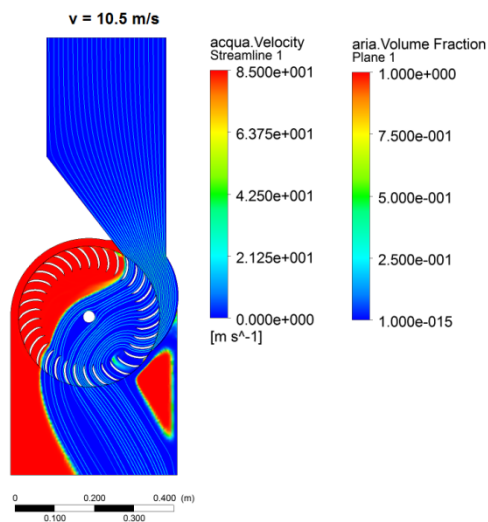 v = 10.5 m/s
acqua.Velocity
Streamline 1
8.500e+001
6.375e+001
4.250e+001
2.125e+001
0.000e+000
[m s^-1]
aria.Volume Fraction
Plane 1
1.000e+000
7.500e-001
5.000e-001
2.500e-001
1.000e-015
0 0.200 0.400 (m)
0.100 0.300